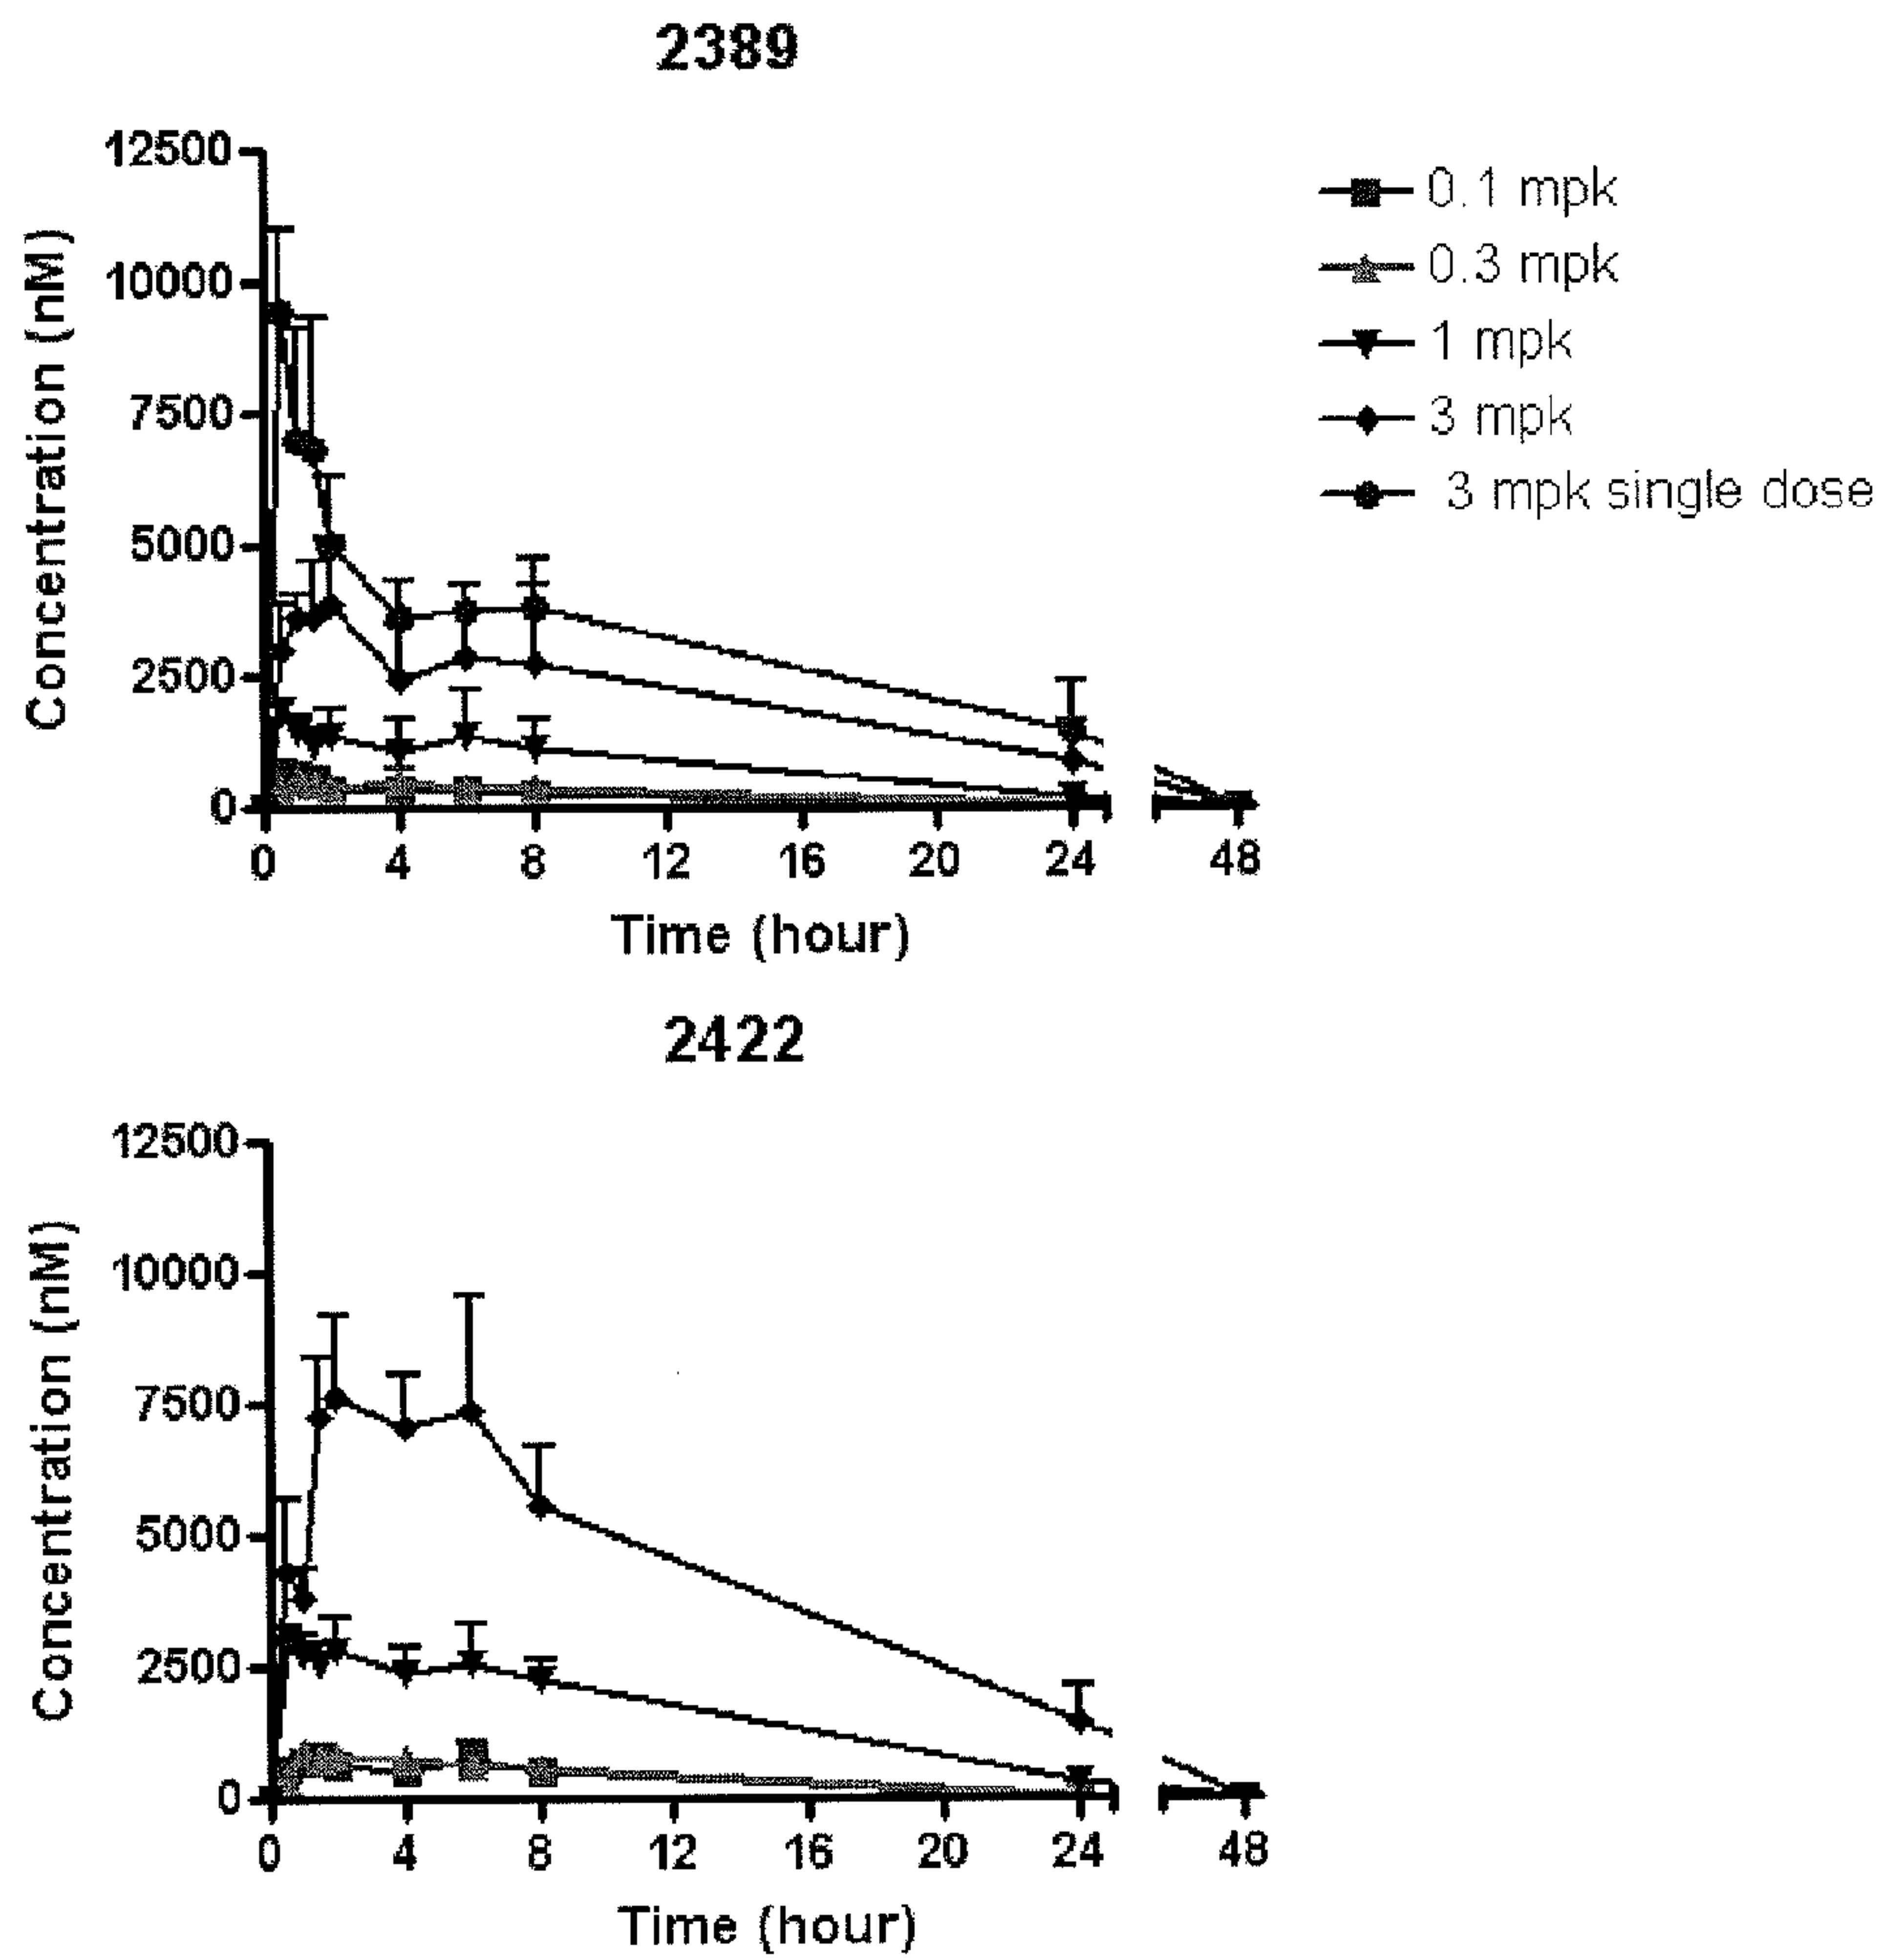 2389
12500
10000
7500
5000
2500
0
Concentration (nM)
0 4 8 12 16 20 24 48
Time (hour)
0.1 mpk
0.3 mpk
1 mpk
3 mpk
3 mpk single dose
2422
12500
10000
7500
5000
2500
0
Concentration (nM)
0 4 8 12 16 20 24 48
Time (hour)